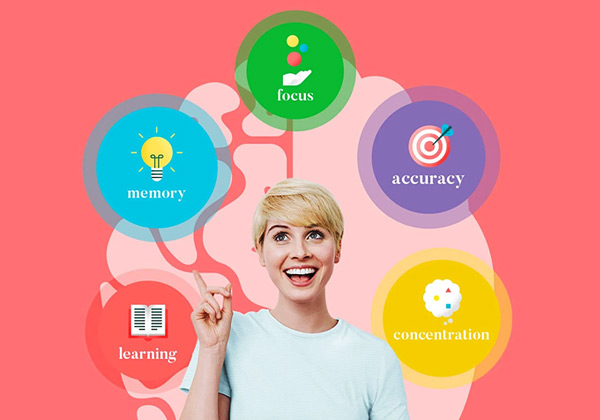 focus
memory
accuracy
learning
concentration